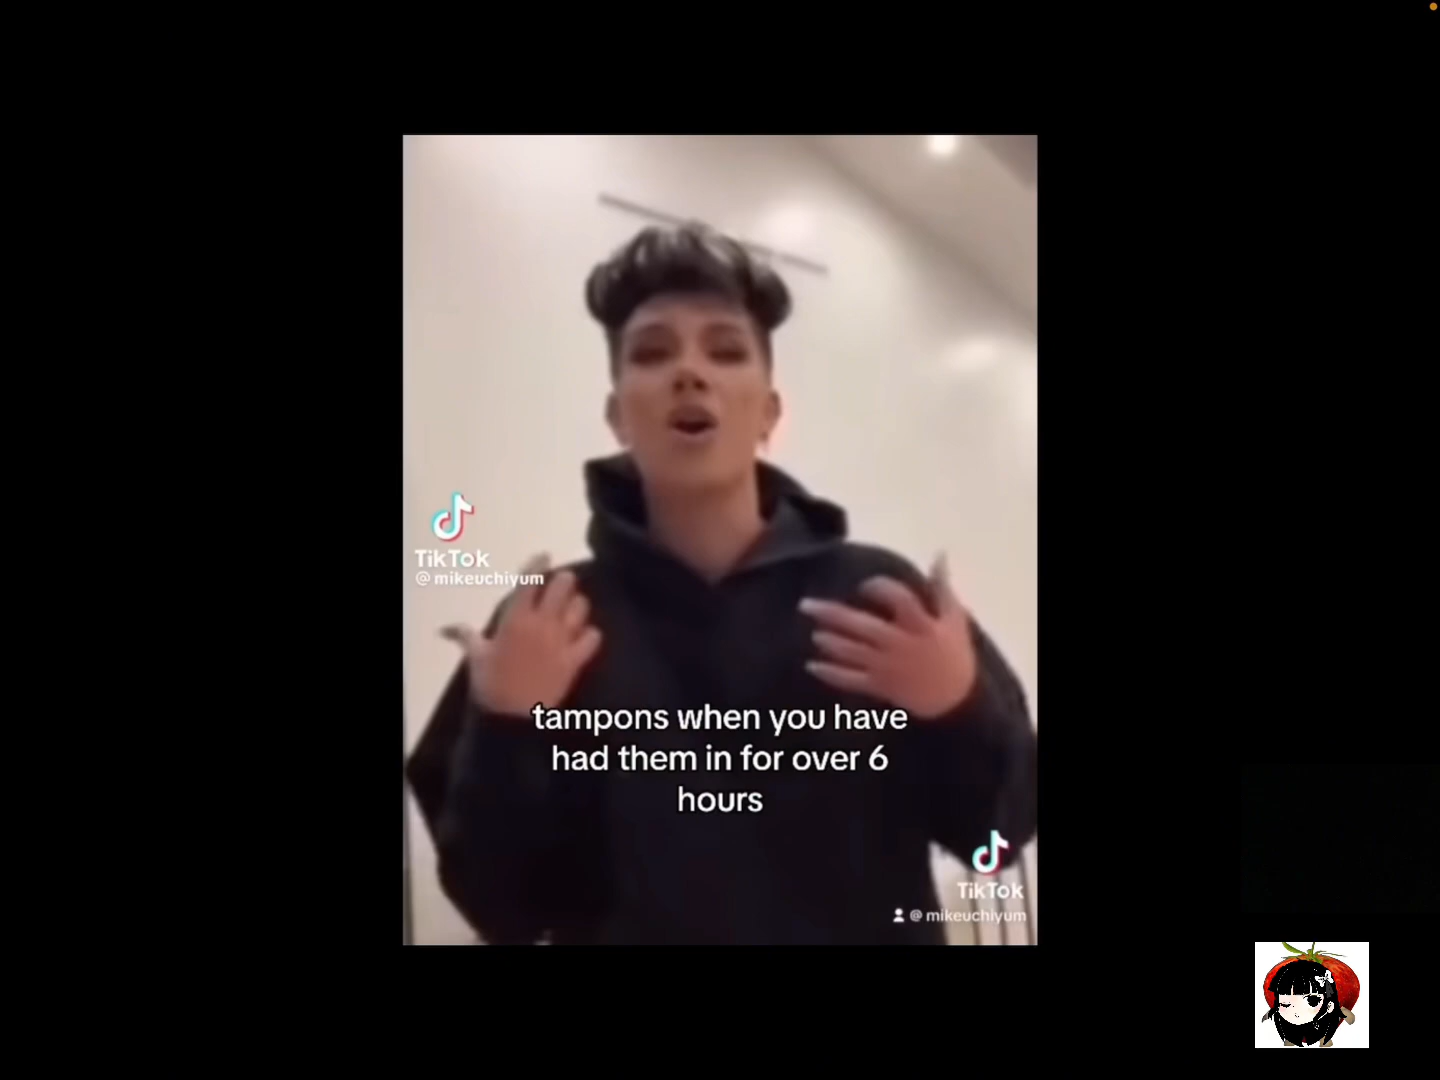 TikTok
@mikeuchiyum
tampons when you have
had them in for over 6
hours
TikTok
@mikeuchiyum